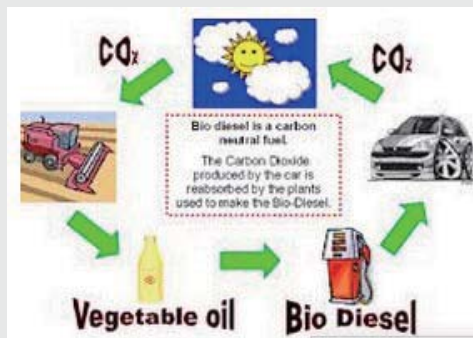 CO₂
CO₂
Bio diesel is a carbon
neutral fuel.
The Carbon Dioxide
produced by the car is
reabsorbed by the plants
used to make the Bio-Diesel.
Vegetable oil
Bio Diesel